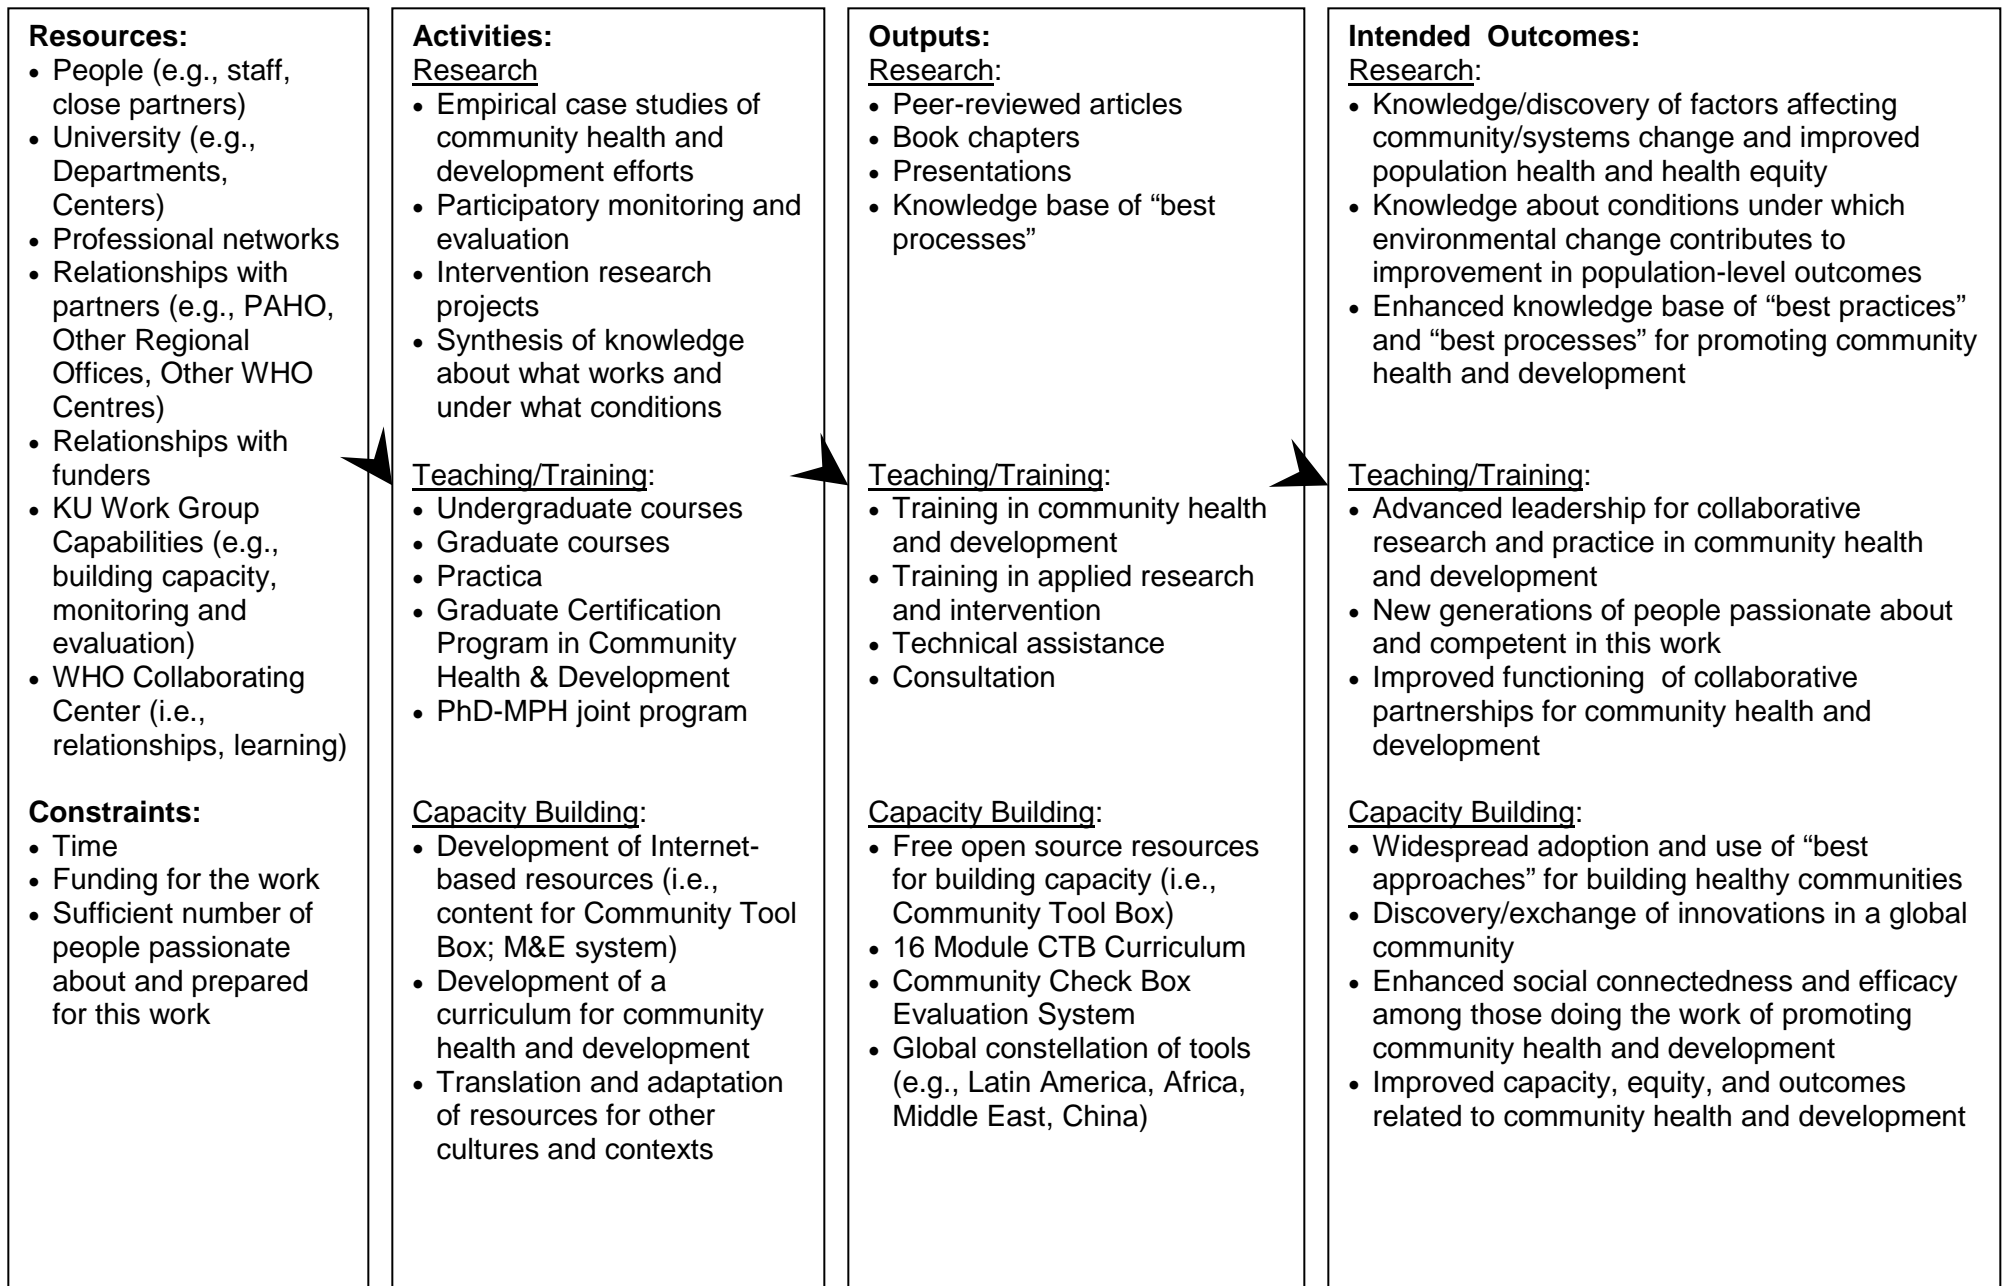 Resources:
• People (e.g., staff,
close partners)
• University (e.g.,
Departments,
Centers)
• Professional networks
• Relationships with
partners (e.g., PAHO,
Other Regional
Offices, Other WHO
Centres)
• Relationships with
funders
• KU Work Group
Capabilities (e.g.,
building capacity,
monitoring and
evaluation)
• WHO Collaborating
Center (i.e.,
relationships, learning)
Constraints:
• Time
• Funding for the work
• Sufficient number of
people passionate
about and prepared
for this work
Activities:
Research
• Empirical case studies of
community health and
development efforts
• Participatory monitoring and
evaluation
• Intervention research
projects
• Synthesis of knowledge
about what works and
under what conditions
Teaching/Training:
• Undergraduate courses
• Graduate courses
• Practica
• Graduate Certification
Program in Community
Health & Development
• PhD-MPH joint program
Capacity Building:
• Development of Internet-
based resources (i.e.,
content for Community Tool
Box; M&E system)
• Development of a
curriculum for community
health and development
• Translation and adaptation
of resources for other
cultures and contexts
Outputs:
Research:
• Peer-reviewed articles
• Book chapters
• Presentations
• Knowledge base of “best
processes”
Teaching/Training:
• Training in community health
and development
• Training in applied research
and intervention
• Technical assistance
• Consultation
Capacity Building:
• Free open source resources
for building capacity (i.e.,
Community Tool Box)
• 16 Module CTB Curriculum
• Community Check Box
Evaluation System
• Global constellation of tools
(e.g., Latin America, Africa,
Middle East, China)
Intended Outcomes:
Research:
• Knowledge/discovery of factors affecting
community/systems change and improved
population health and health equity
• Knowledge about conditions under which
environmental change contributes to
improvement in population-level outcomes
• Enhanced knowledge base of “best practices”
and “best processes” for promoting community
health and development
Teaching/Training:
• Advanced leadership for collaborative
research and practice in community health
and development
• New generations of people passionate about
and competent in this work
• Improved functioning of collaborative
partnerships for community health and
development
Capacity Building:
• Widespread adoption and use of “best
approaches” for building healthy communities
• Discovery/exchange of innovations in a global
community
• Enhanced social connectedness and efficacy
among those doing the work of promoting
community health and development
• Improved capacity, equity, and outcomes
related to community health and development